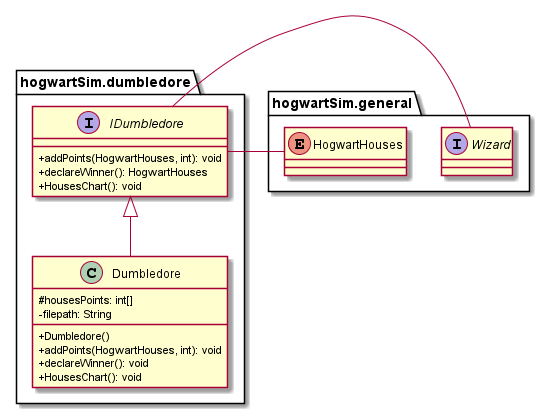 hogwartSim.dumbledore
I IDumbledore
+addPoints(HogwartHouses, int): void
+declareWinner(): HogwartHouses
+HousesChart(): void
C Dumbledore
#housesPoints: int[]
-filepath: String
+Dumbledore()
+addPoints(HogwartHouses, int): void
+declareWinner(): void
+HousesChart(): void
hogwartSim.general
E HogwartHouses
I Wizard